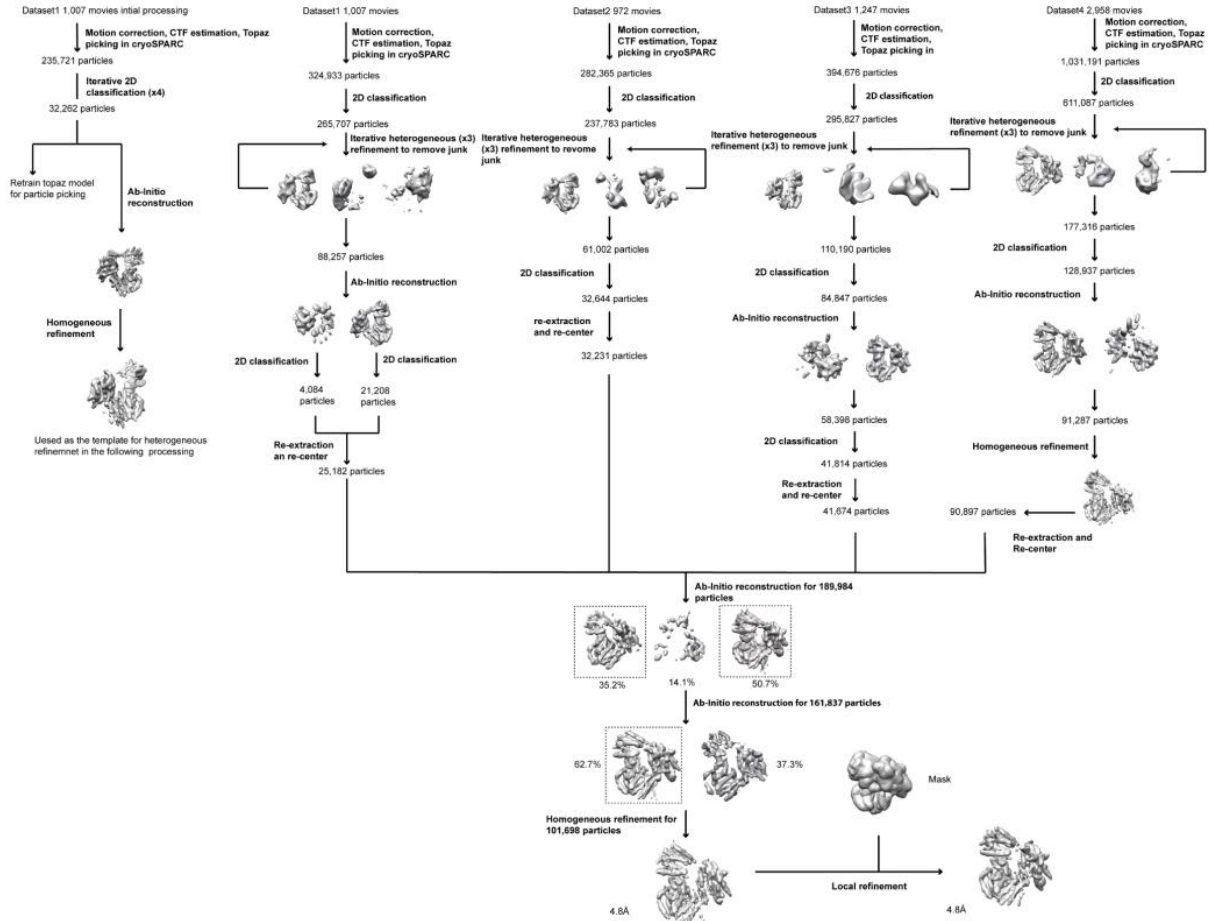 Dataset1 1,007 movies intial processing
Motion correction, CTF estimation, Topaz
picking in cryoSPARC
235,721 particles
Iterative 2D
classification (x4)
32,262 particles
Retrain topaz model
for particle picking
Ab-Initio
reconstruction
Homogeneous
refinement
Uesed as the template for heterogeneous
refinemnet in the following processing
Dataset1 1,007 movies
Motion correction,
CTF estimation, Topaz
picking in cryoSPARC
324,933 particles
2D classification
265,707 particles
Iterative heterogeneous (x3)
refinement to remove junk
88,257 particles
Ab-Initio reconstruction
2D classification
2D classification
4,084
particles
21,208
particles
Re-extraction
an re-center
25,182 particles
Dataset2 972 movies
Motion correction,
CTF estimation, Topaz
picking in cryoSPARC
282,365 particles
2D classification
237,783 particles
Iterative heterogeneous
(x3) refinement to revome
junk
61,002 particles
2D classification
32,644 particles
re-extraction
and re-center
32,231 particles
Dataset3 1,247 movies
Motion correction,
CTF estimation,
Topaz picking in
394,676 particles
2D classification
295,827 particles
Iterative heterogeneous
refinement (x3) to remove junk
110,190 particles
2D classification
84,847 particles
Ab-Initio reconstruction
58,398 particles
2D classification
41,814 particles
Re-extraction
and re-center
41,674 particles
Dataset4 2,958 movies
Motion correction,
CTF estimation, Topaz
picking in cryoSPARC
1,031,191 particles
2D classification
611,087 particles
Iterative heterogeneous
refinement (x3) to remove junk
177,316 particles
2D classification
128,937 particles
Ab-Initio reconstruction
91,287 particles
Homogeneous refinement
90,897 particles
Re-extraction and
Re-center
Ab-Initio reconstruction for 189,984
particles
35.2%
14.1%
50.7%
Ab-Initio reconstruction for 161,837 particles
62.7%
37.3%
Mask
Homogeneous refinement for
101,698 particles
Local refinement
4.8Å
4.8Å